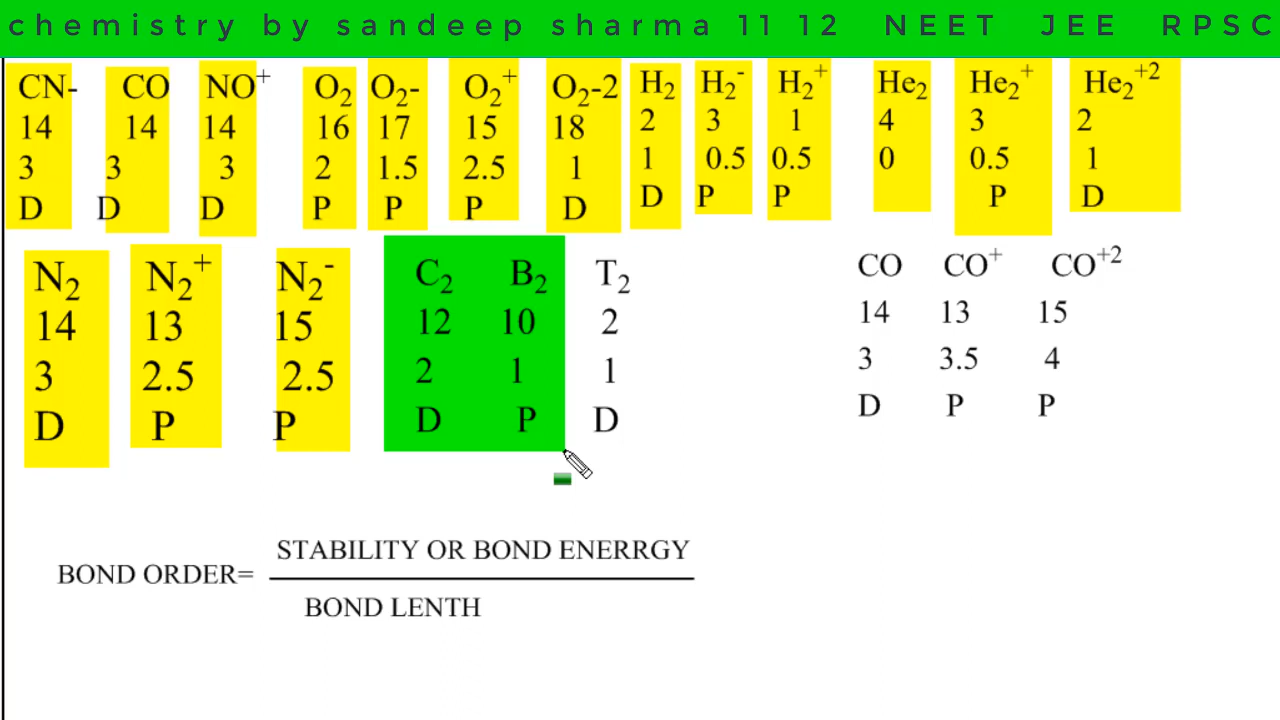 chemistry by sandeep sharma 11 12 NEET JEE RPSC
CN- CO NO⁺ O₂ O₂- O₂⁺ O₂-2 H₂ H₂⁻ H₂⁺ He₂ He₂⁺ He₂⁺²
14 14 14 16 17 15 18 2 3 1 4 3 2
3 3 3 2 1.5 2.5 1 1 0.5 0.5 0 0.5 1
D D D P P P D D P P P D
N₂ N₂⁺ N₂⁻ C₂ B₂ T₂ CO CO⁺ CO⁺²
14 13 15 12 10 2 14 13 15
3 2.5 2.5 2 1 1 3 3.5 4
D P P D P D D P P
BOND ORDER= STABILITY OR BOND ENERRGY
BOND LENTH